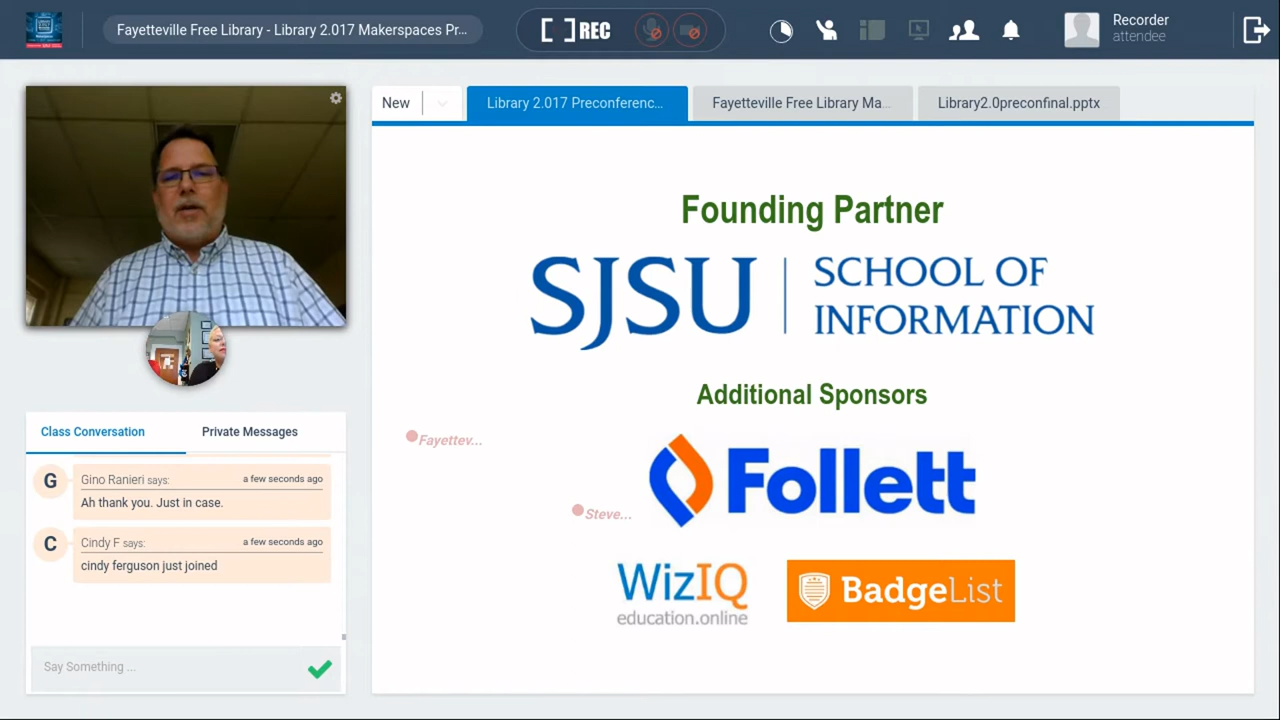 Fayetteville Free Library - Library 2.017 Makerspaces Pr...
[ ] REC
Recorder
attendee
New
Library 2.017 Preconferenc...
Fayetteville Free Library Ma...
Library2.0preconfinal.pptx
Founding Partner
SJSU
SCHOOL OF
INFORMATION
Additional Sponsors
Fayettev...
Follett
Steve...
WizIQ
education.online
BadgeList
Class Conversation
Private Messages
G
Gino Ranieri says:
a few seconds ago
Ah thank you. Just in case.
C
Cindy F says:
a few seconds ago
cindy ferguson just joined
Say Something ...